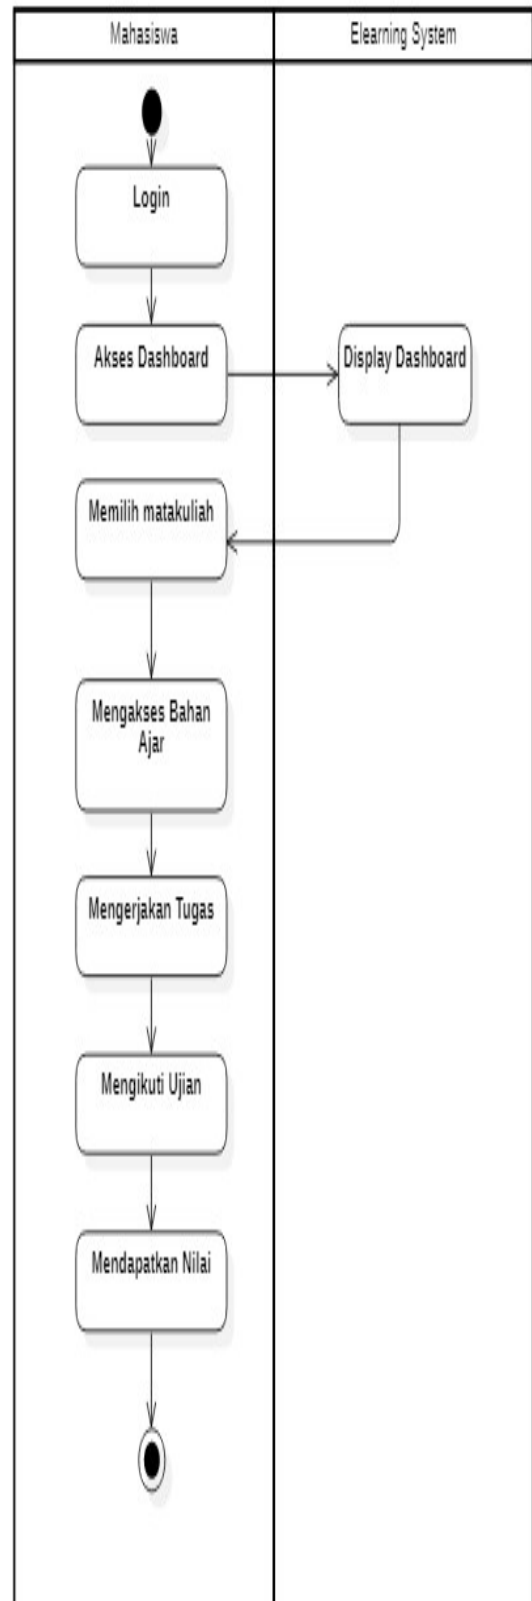 Mahasiswa
Elearning System
Login
Akses Dashboard
Display Dashboard
Memilih matakuliah
Mengakses Bahan
Ajar
Mengerjakan Tugas
Mengikuti Ujian
Mendapatkan Nilai